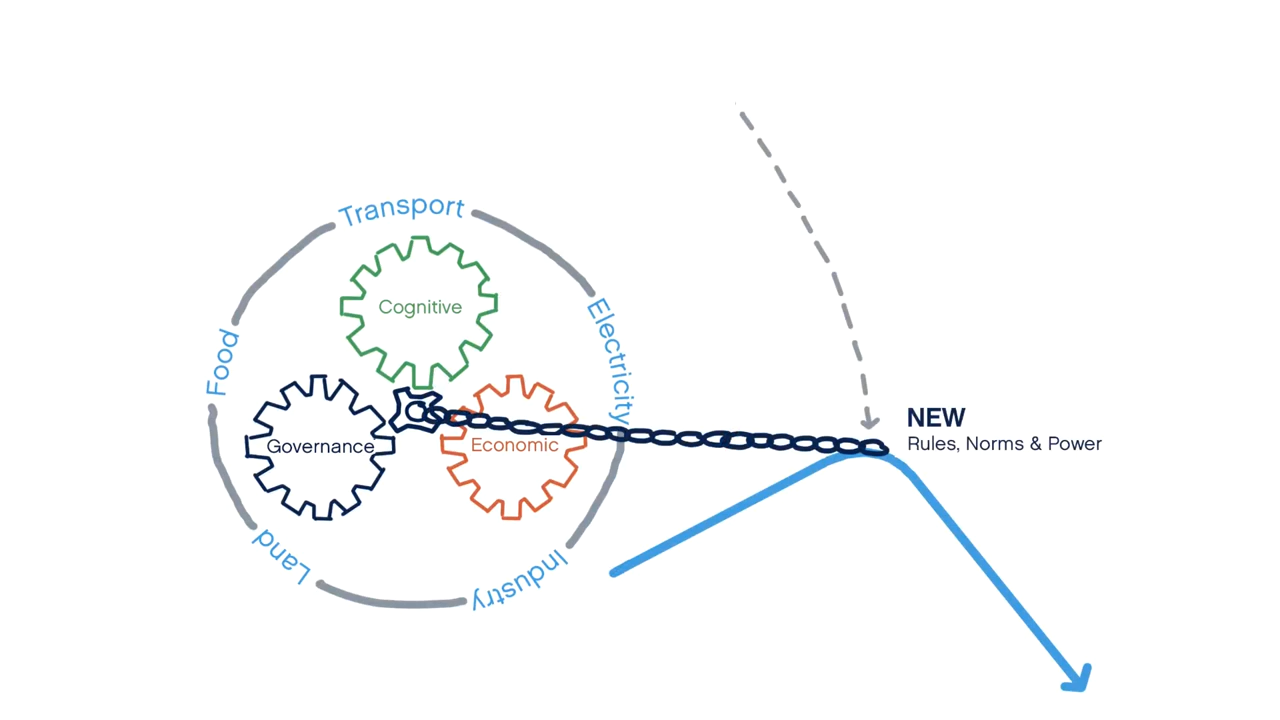 Transport
Cognitive
Electricity
Food
NEW
Rules, Norms & Power
Governance
Economic
Land
Industry